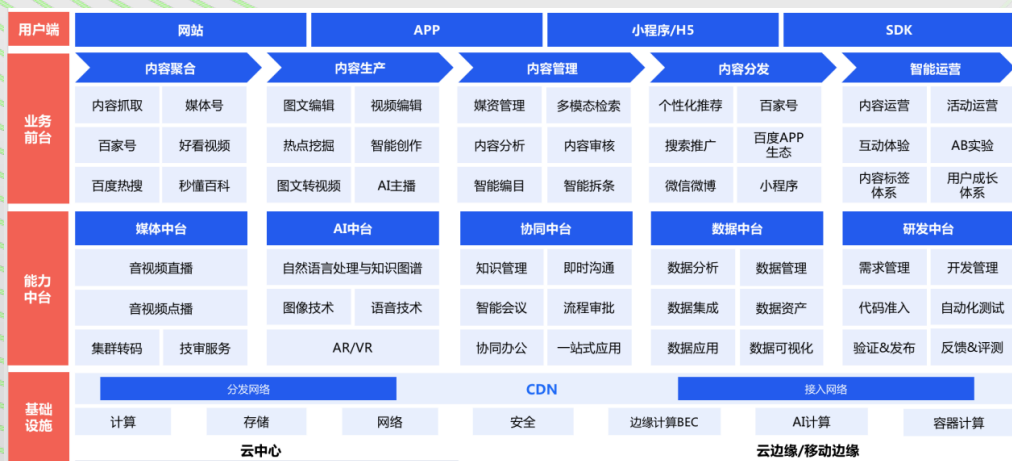 用户端
网站
APP
小程序/H5
SDK
业务
前台
内容聚合
内容生产
内容管理
内容分发
智能运营
内容抓取
媒体号
图文编辑
视频编辑
媒资管理
多模态检索
个性化推荐
百家号
内容运营
活动运营
百家号
好看视频
热点挖掘
智能创作
内容分析
内容审核
搜索推广
百度APP
生态
互动体验
AB实验
百度热搜
秒懂百科
图文转视频
AI主播
智能编目
智能拆条
微信微博
小程序
内容标签
体系
用户成长
体系
能力
中台
媒体中台
AI中台
协同中台
数据中台
研发中台
音视频直播
自然语言处理与知识图谱
知识管理
即时沟通
数据分析
数据管理
需求管理
开发管理
音视频点播
图像技术
语音技术
智能会议
流程审批
数据集成
数据资产
代码准入
自动化测试
集群转码
技审服务
AR/VR
协同办公
一站式应用
数据应用
数据可视化
验证&发布
反馈&评测
基础
设施
分发网络
CDN
接入网络
计算
存储
网络
安全
边缘计算BEC
AI计算
容器计算
云中心
云边缘/移动边缘